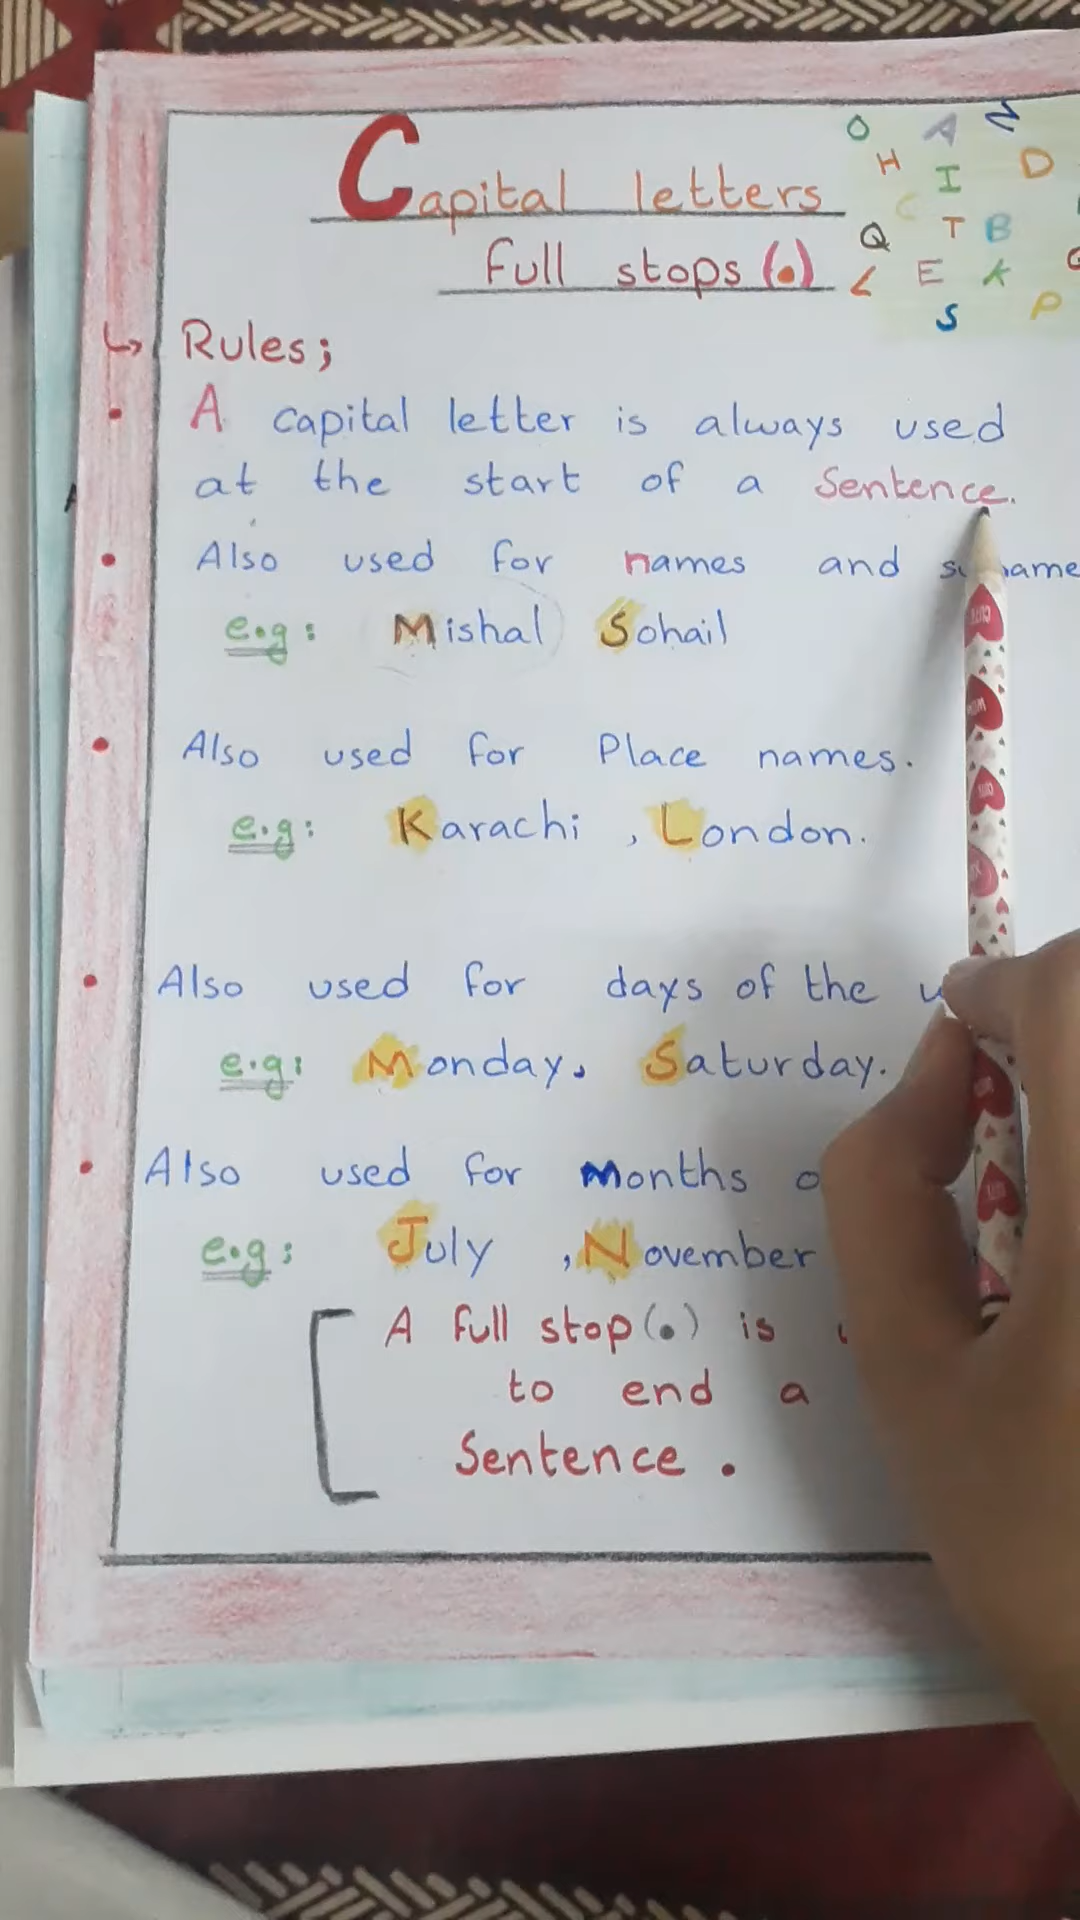 Capital letters
full stops (.)
O A N
H I D
C
Q T B
L E K
S P
Rules;
A capital letter is always used
at the start of a Sentence.
Also used for names and
e.g: Mishal Sohail
Also used for Place names.
e.g: Karachi , London.
Also used for days of the
e.g: Monday, Saturday.
Also used for Months
e.g: July , November
A full stop(.) is
to end a
Sentence .